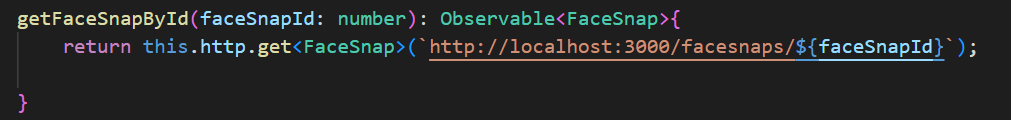 getFaceSnapById(faceSnapId: number): Observable<FaceSnap>{
    return this.http.get<FaceSnap>(`http://localhost:3000/facesnaps/${faceSnapId}`);
}